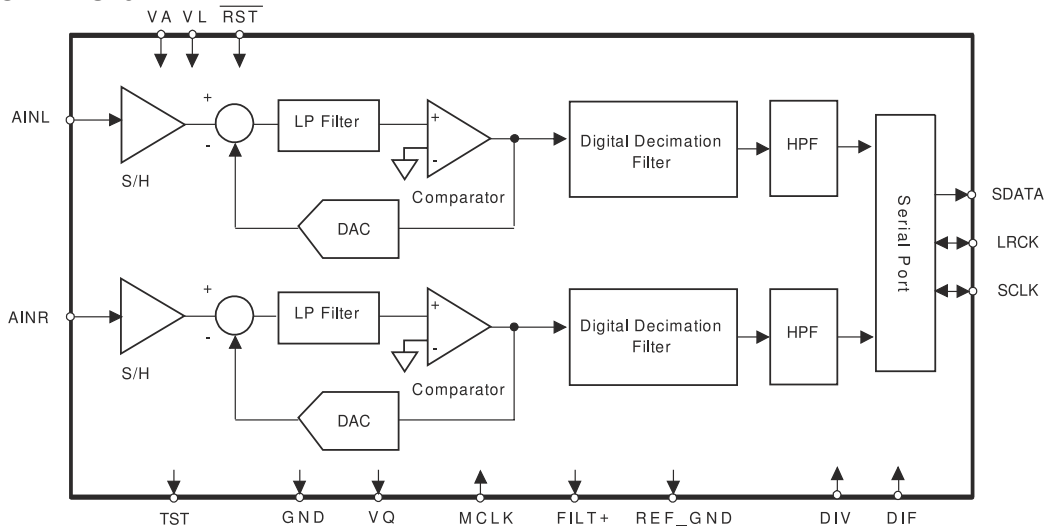 VA VL RST
AINL
+
-
S/H
LP Filter
+
-
Comparator
DAC
Digital Decimation
Filter
HPF
Serial Port
SDATA
LRCK
SCLK
AINR
+
-
S/H
LP Filter
+
-
Comparator
DAC
Digital Decimation
Filter
HPF
TST GND VQ MCLK FILT+ REF_GND DIV DIF